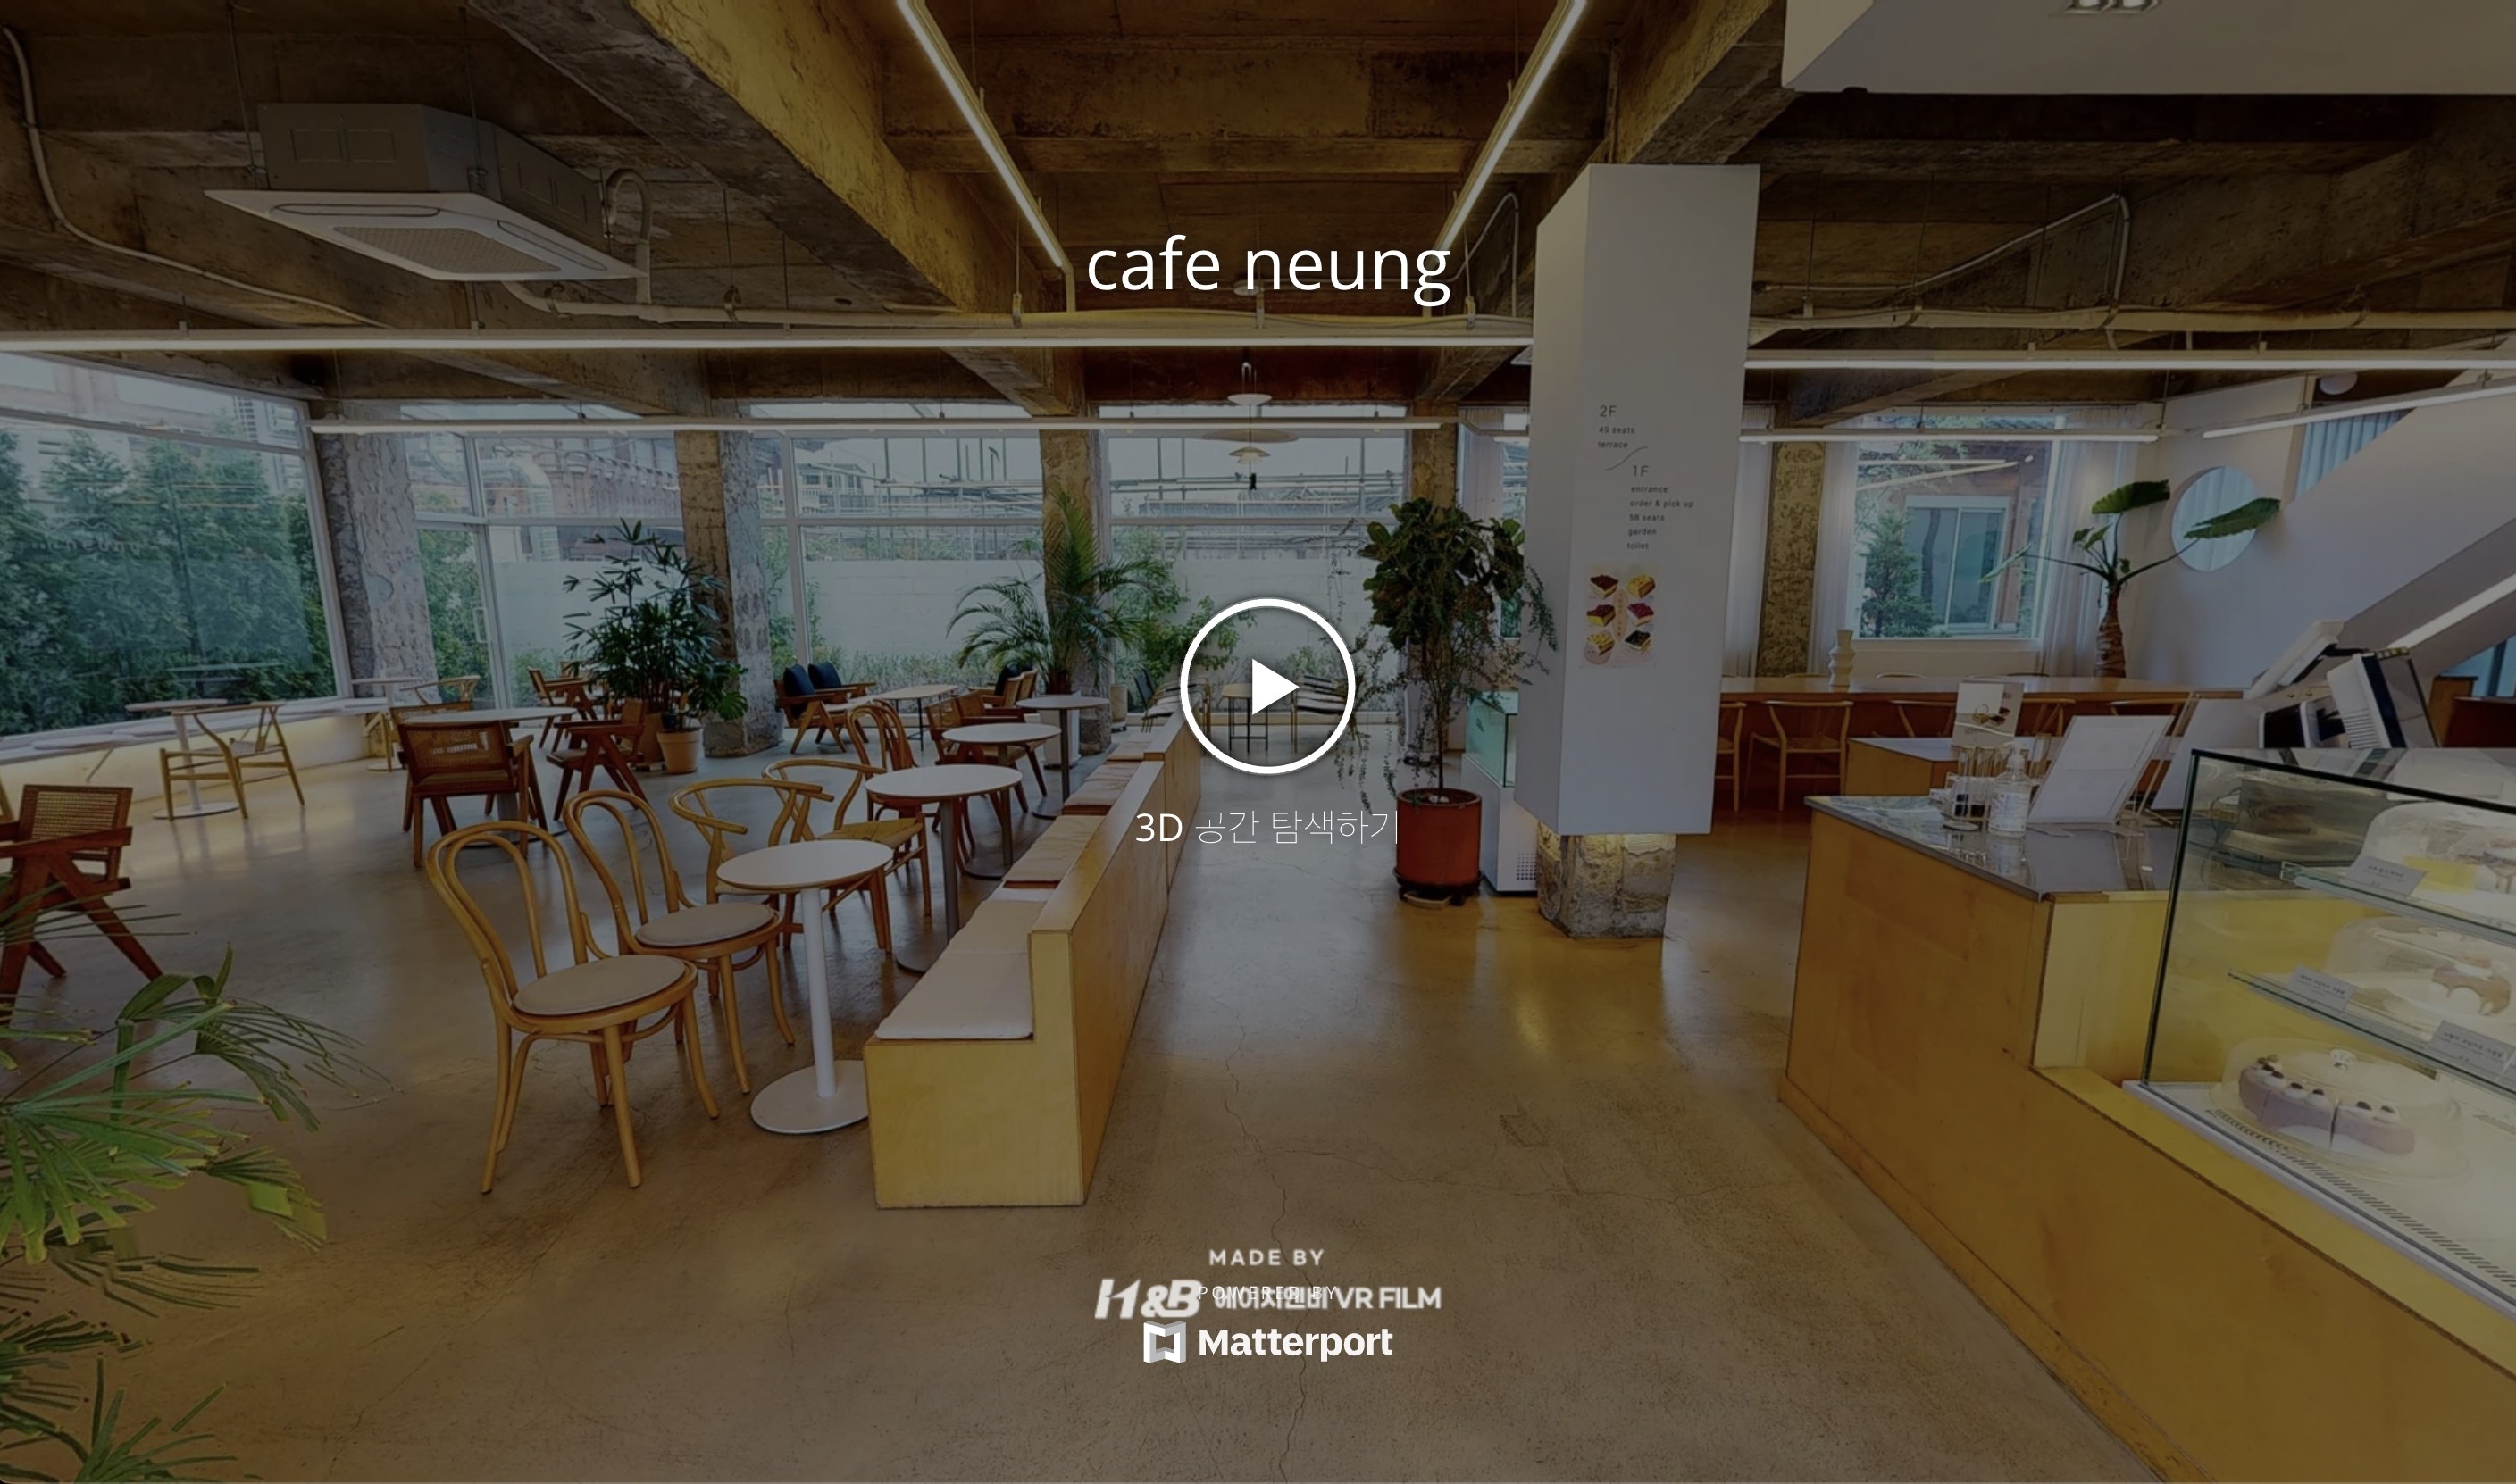 cafe neung
2F
49 seats
terrace
1F
entrance
order & pick up
58 seats
garden
toilet
3D 공간 탐색하기
MADE BY
H&B 에이치앤비 VR FILM
POWERED BY
Matterport